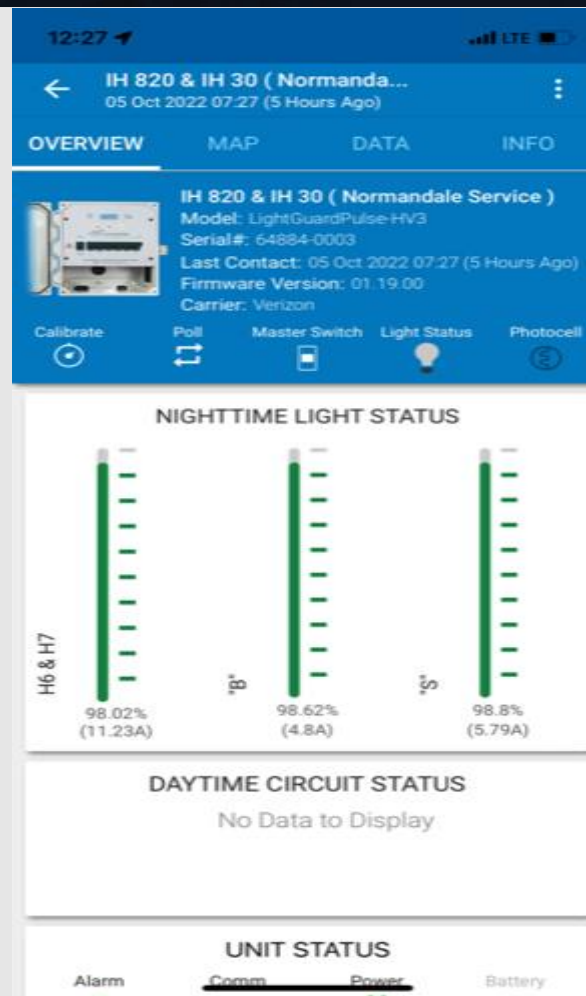 12:27
LTE
IH 820 & IH 30 ( Normanda...
05 Oct 2022 07:27 (5 Hours Ago)
OVERVIEW MAP DATA INFO
IH 820 & IH 30 ( Normandale Service )
Model: LightGuardPulse-HV3
Serial#: 64884-0003
Last Contact: 05 Oct 2022 07:27 (5 Hours Ago)
Firmware Version: 01.19.00
Carrier: Verizon
Calibrate Poll Master Switch Light Status Photocell
NIGHTTIME LIGHT STATUS
H6 & H7
98.02%
(11.23A)
"B"
98.62%
(4.8A)
"S"
98.8%
(5.79A)
DAYTIME CIRCUIT STATUS
No Data to Display
UNIT STATUS
Alarm Comm Power Battery